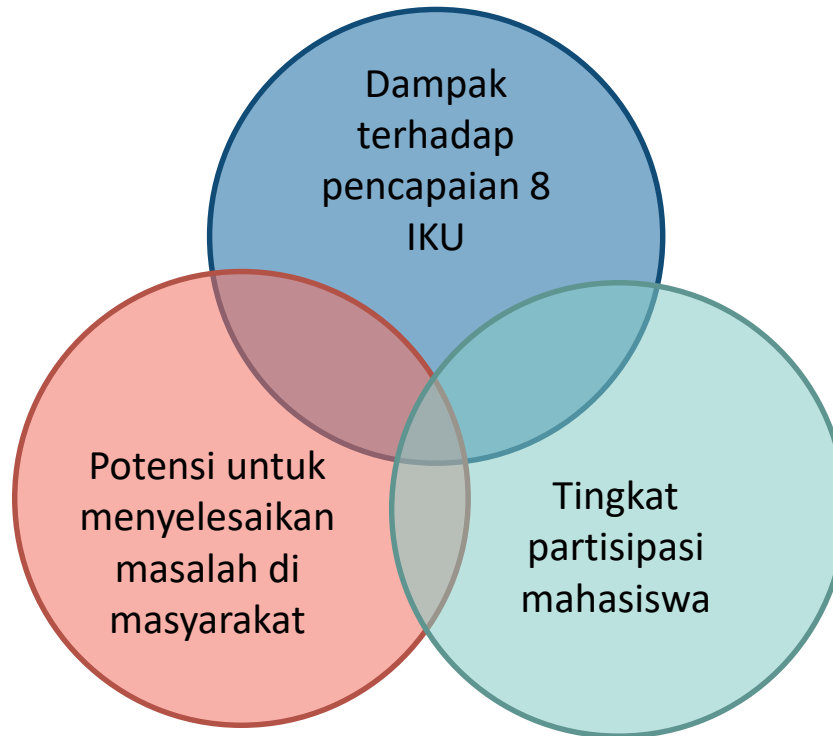 Dampak
terhadap
pencapaian 8
IKU
Potensi untuk
menyelesaikan
masalah di
masyarakat
Tingkat
partisipasi
mahasiswa